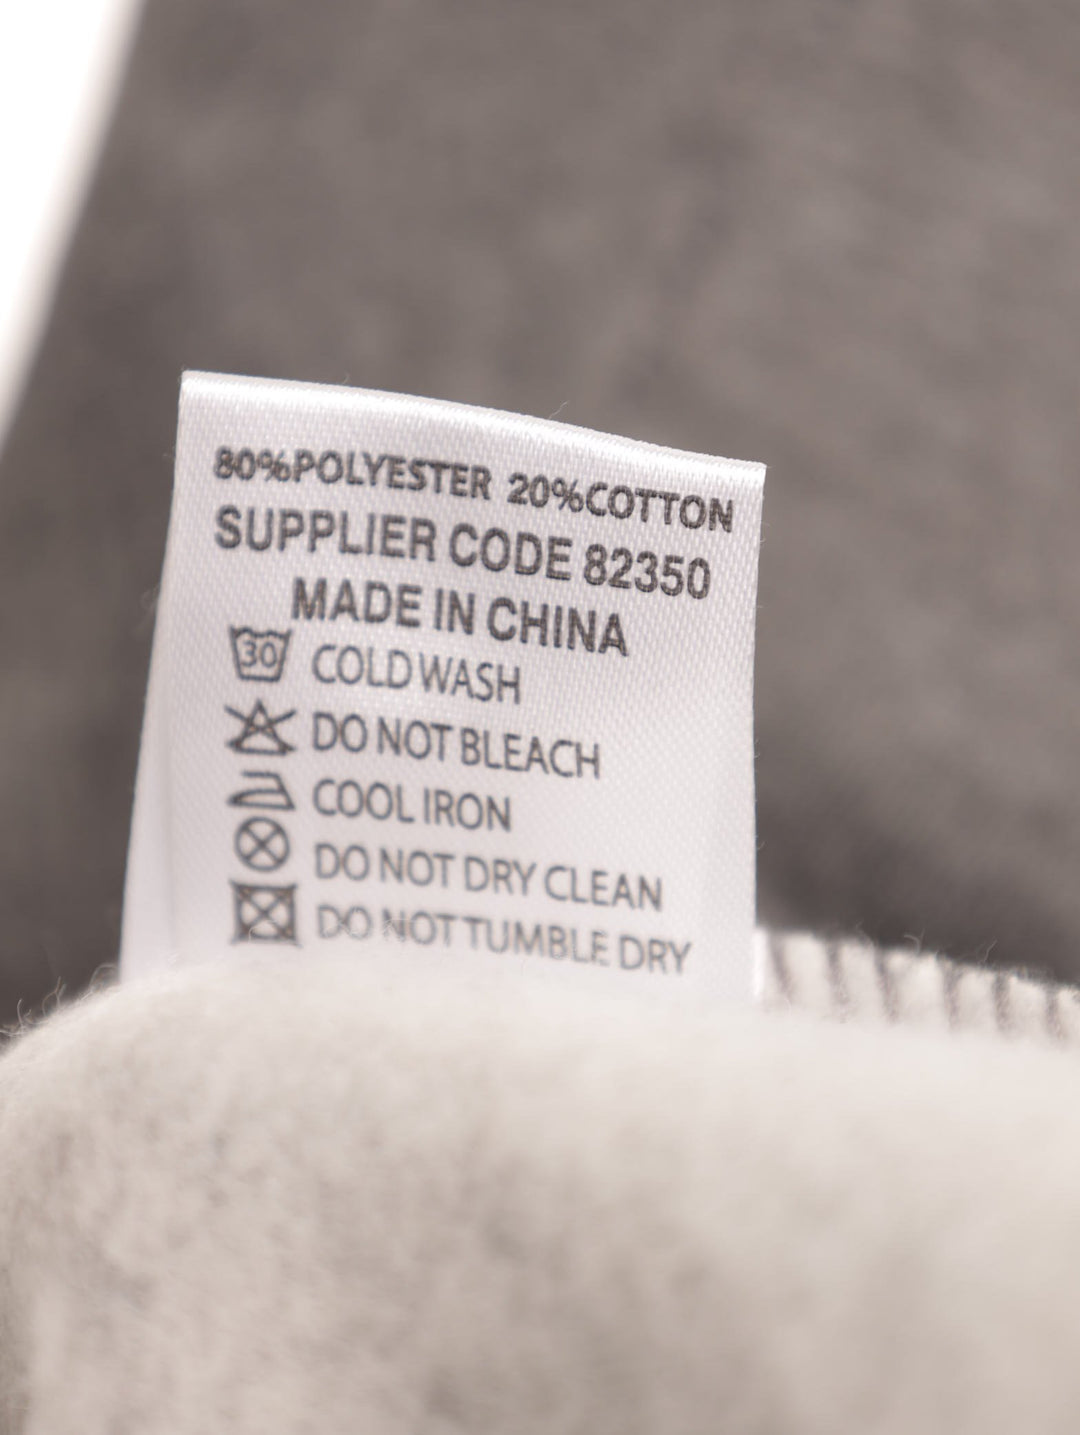 80%POLYESTER 20%COTTON
SUPPLIER CODE 82350
MADE IN CHINA
30 COLD WASH
DO NOT BLEACH
COOL IRON
DO NOT DRY CLEAN
DO NOT TUMBLE DRY